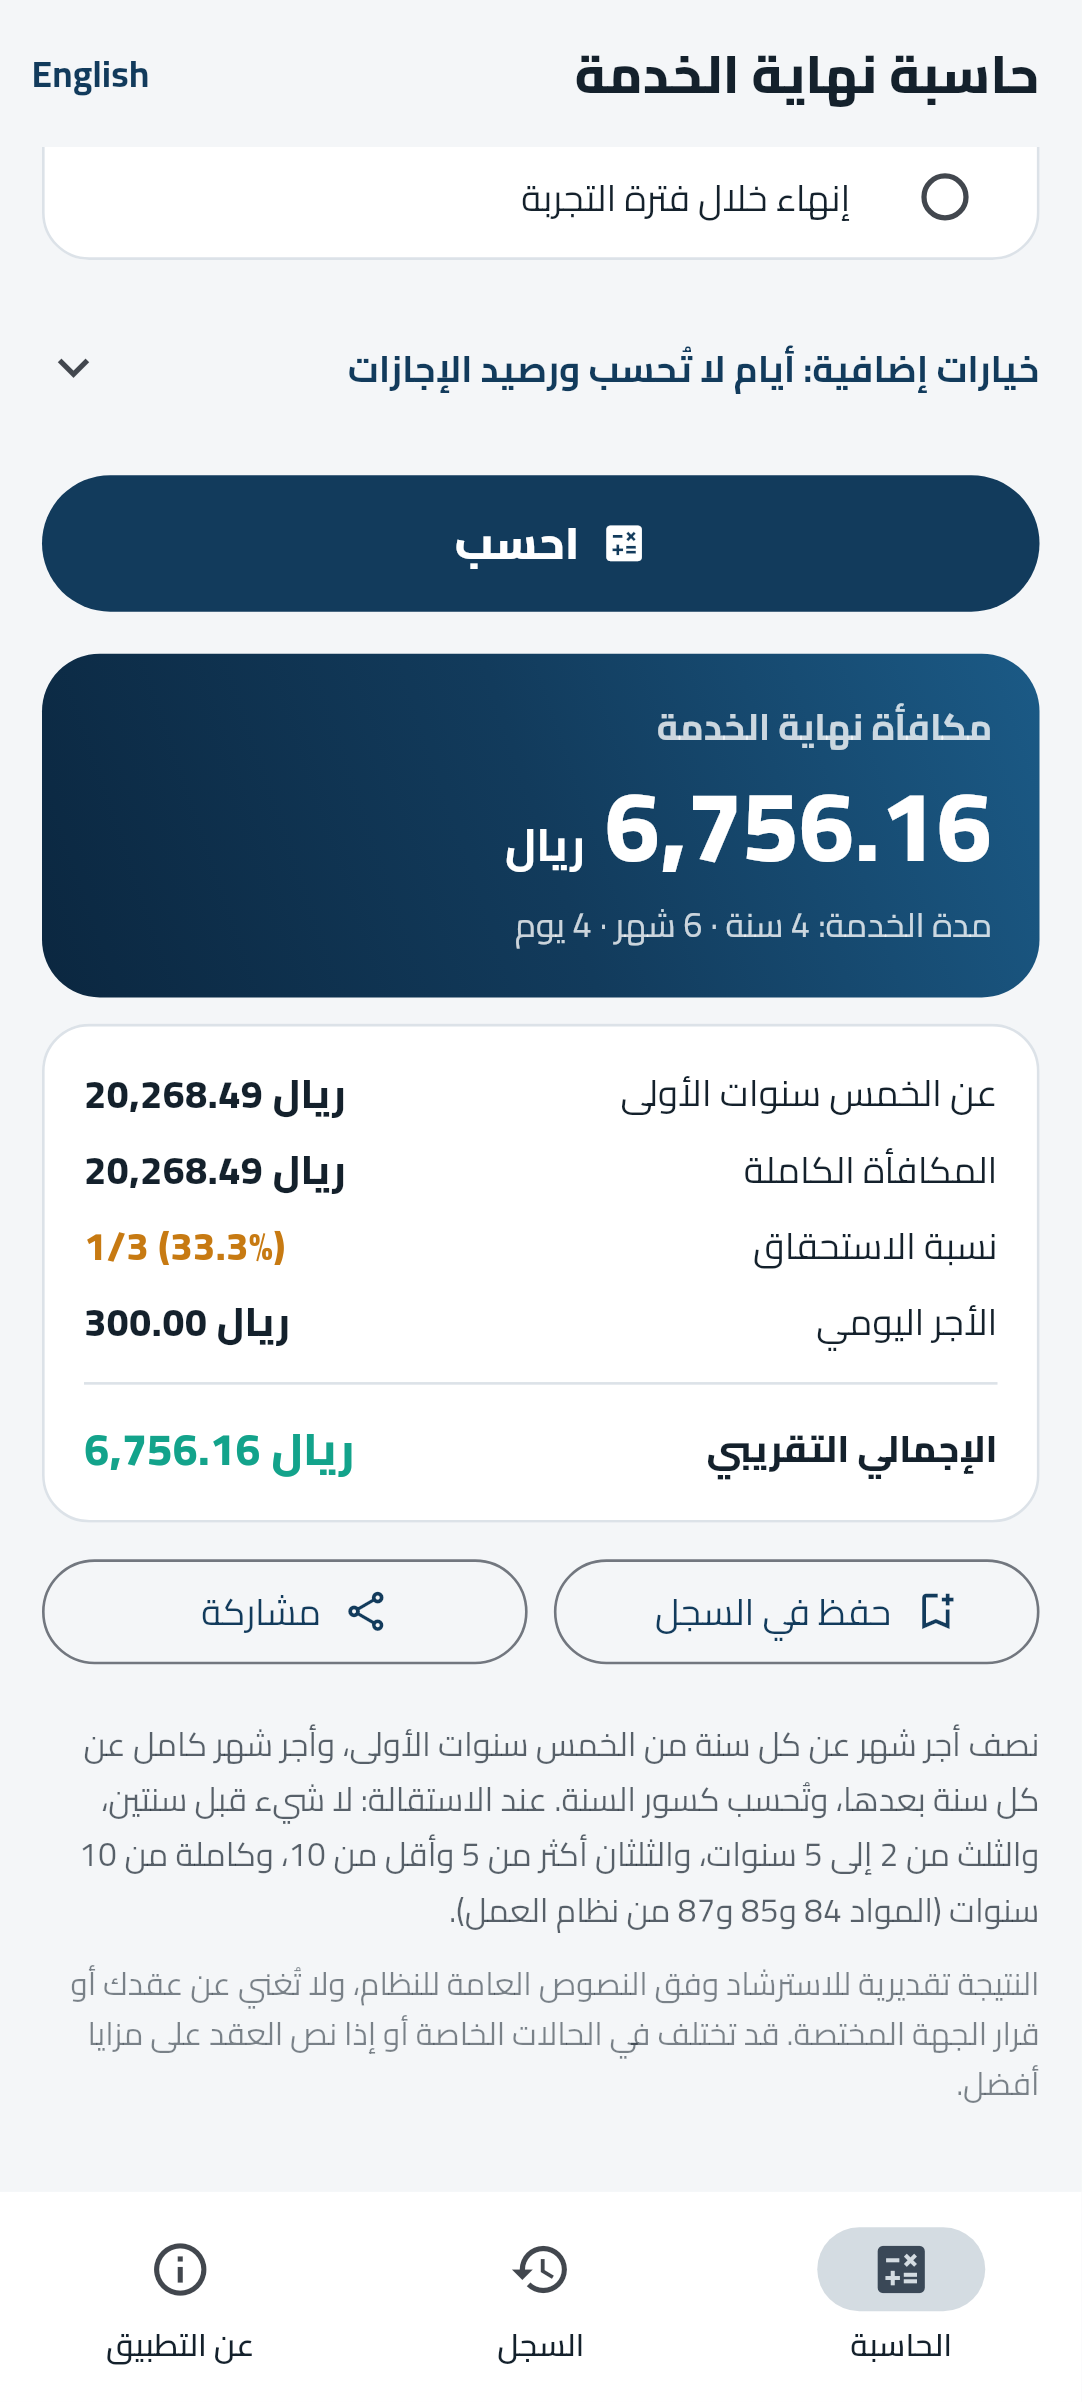 حاسبة نهاية الخدمة
English
إنهاء خلال فترة التجربة
خيارات إضافية: أيام لا تُحسب ورصيد الإجازات
احسب
مكافأة نهاية الخدمة
6,756.16 ريال
مدة الخدمة: 4 سنة · 6 شهر · 4 يوم
عن الخمس سنوات الأولى
20,268.49 ريال
المكافأة الكاملة
20,268.49 ريال
نسبة الاستحقاق
1/3 (33.3%)
الأجر اليومي
300.00 ريال
الإجمالي التقريبي
6,756.16 ريال
حفظ في السجل
مشاركة
نصف أجر شهر عن كل سنة من الخمس سنوات الأولى، وأجر شهر كامل عن
كل سنة بعدها، وتُحسب كسور السنة. عند الاستقالة: لا شيء قبل سنتين،
والثلث من 2 إلى 5 سنوات، والثلثان أكثر من 5 وأقل من 10، وكاملة من 10
سنوات (المواد 84 و85 و87 من نظام العمل).
النتيجة تقديرية للاسترشاد وفق النصوص العامة للنظام، ولا تُغني عن عقدك أو
قرار الجهة المختصة. قد تختلف في الحالات الخاصة أو إذا نص العقد على مزايا
أفضل.
الحاسبة
السجل
عن التطبيق